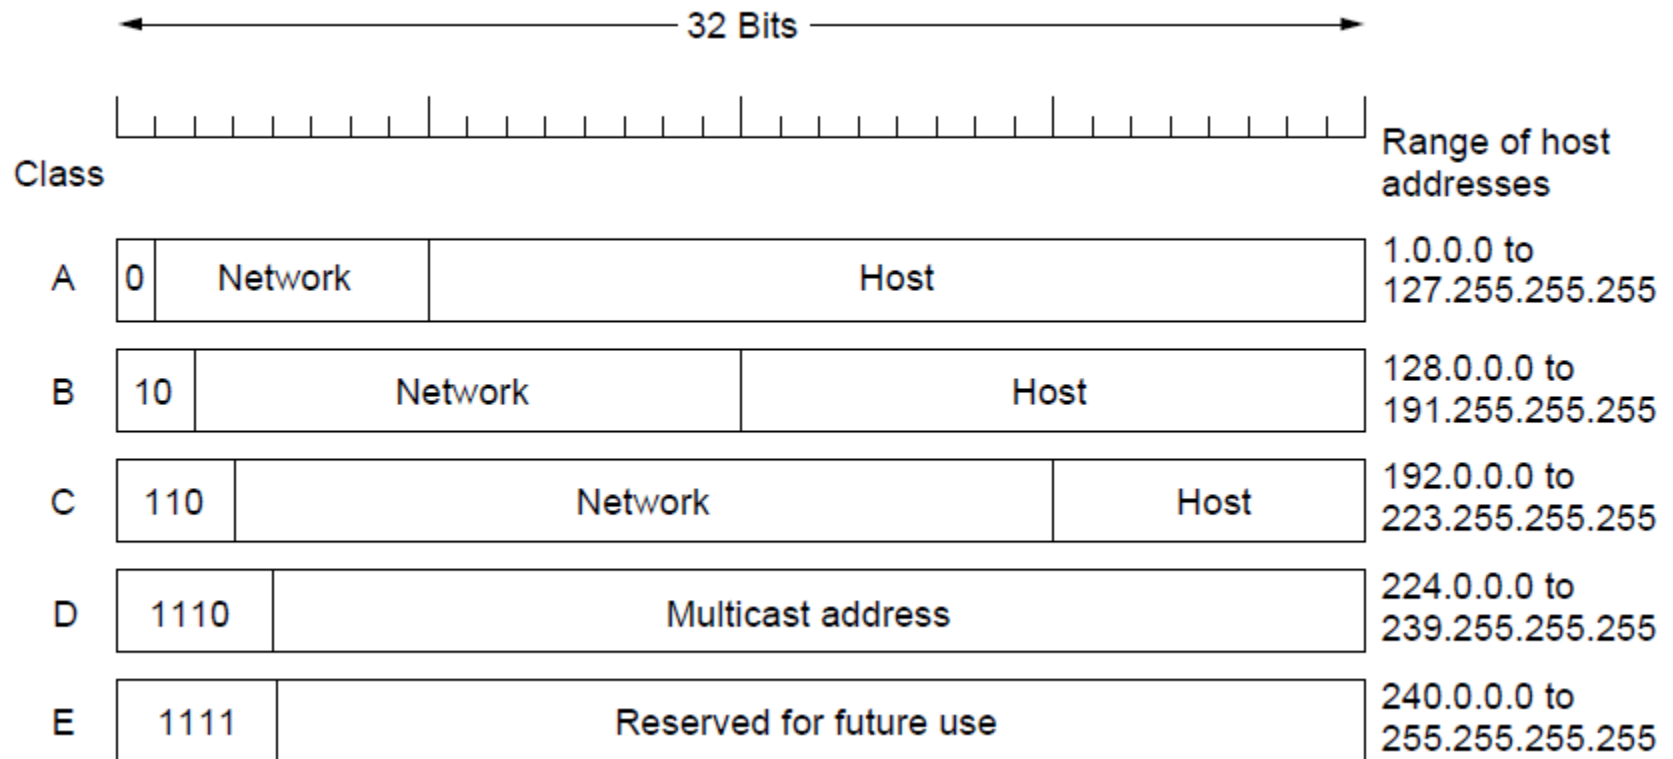 32 Bits
Range of host
addresses
Class
A 0 Network Host 1.0.0.0 to
127.255.255.255
B 10 Network Host 128.0.0.0 to
191.255.255.255
C 110 Network Host 192.0.0.0 to
223.255.255.255
D 1110 Multicast address 224.0.0.0 to
239.255.255.255
E 1111 Reserved for future use 240.0.0.0 to
255.255.255.255